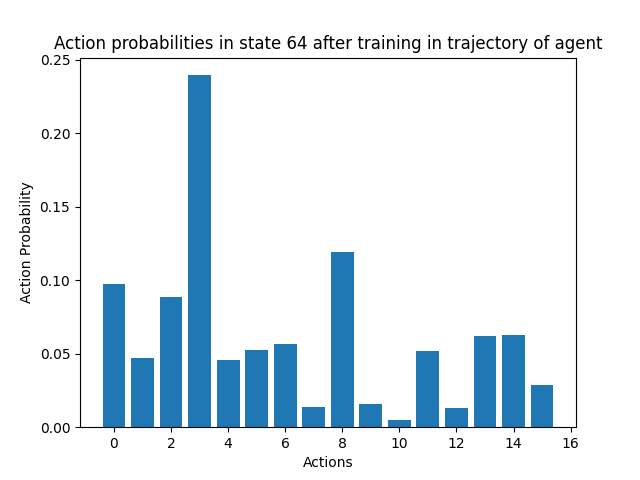 Action probabilities in state 64 after training in trajectory of agent
0.25
0.20
0.15
0.10
0.05
0.00
Action Probability
0 2 4 6 8 10 12 14 16
Actions